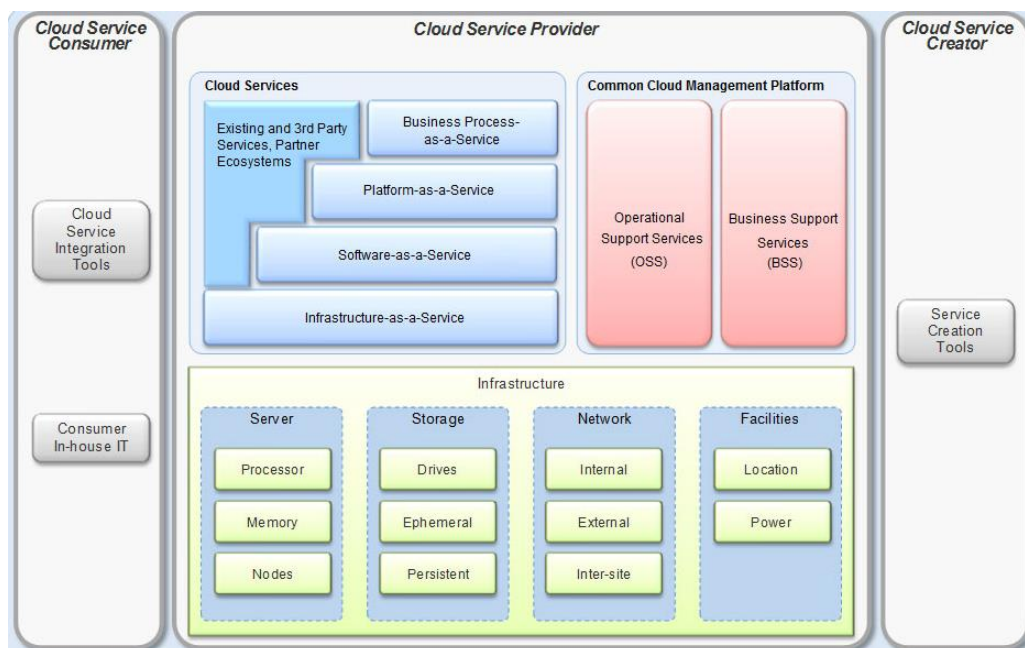 Cloud Service
Consumer
Cloud Service Provider
Cloud Service
Creator
Cloud Services
Existing and 3rd Party
Services, Partner
Ecosystems
Business Process-
as-a-Service
Platform-as-a-Service
Software-as-a-Service
Infrastructure-as-a-Service
Common Cloud Management Platform
Operational
Support Services
(OSS)
Business Support
Services
(BSS)
Cloud
Service
Integration
Tools
Consumer
In-house IT
Service
Creation
Tools
Infrastructure
Server
Processor
Memory
Nodes
Storage
Drives
Ephemeral
Persistent
Network
Internal
External
Inter-site
Facilities
Location
Power